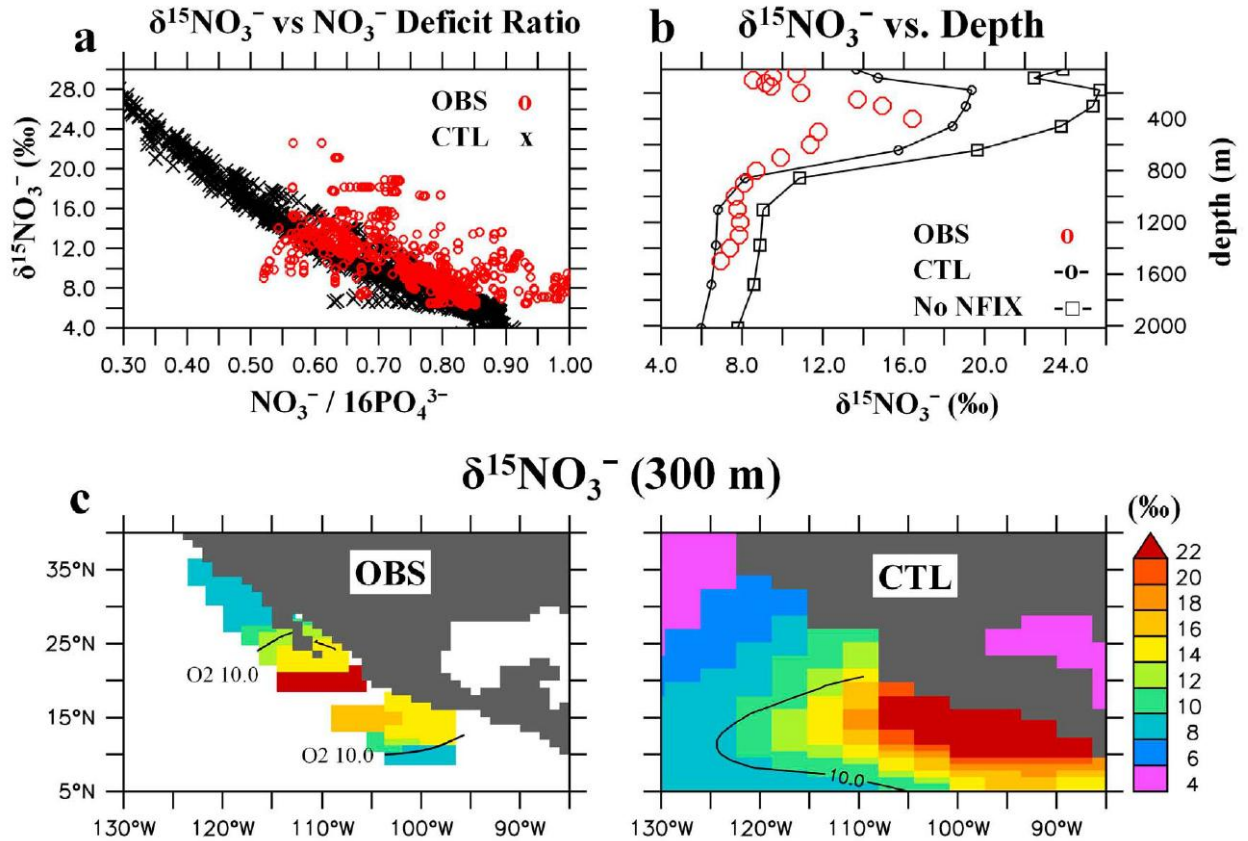 δ¹⁵NO₃⁻ vs NO₃⁻ Deficit Ratio
a
OBS o
CTL x
28.0
24.0
20.0
16.0
12.0
8.0
4.0
δ¹⁵NO₃⁻ (‰)
0.30 0.40 0.50 0.60 0.70 0.80 0.90 1.00
NO₃⁻ / 16PO₄³⁻
b
δ¹⁵NO₃⁻ vs. Depth
400
800
1200
1600
2000
depth (m)
OBS o
CTL -o-
No NFIX -□-
4.0 8.0 12.0 16.0 20.0 24.0
δ¹⁵NO₃⁻ (‰)
δ¹⁵NO₃⁻ (300 m)
c
OBS
35°N
25°N
15°N
5°N
O2 10.0
O2 10.0
130°W 120°W 110°W 100°W 90°W
CTL
10.0
130°W 120°W 110°W 100°W 90°W
(‰)
22
20
18
16
14
12
10
8
6
4